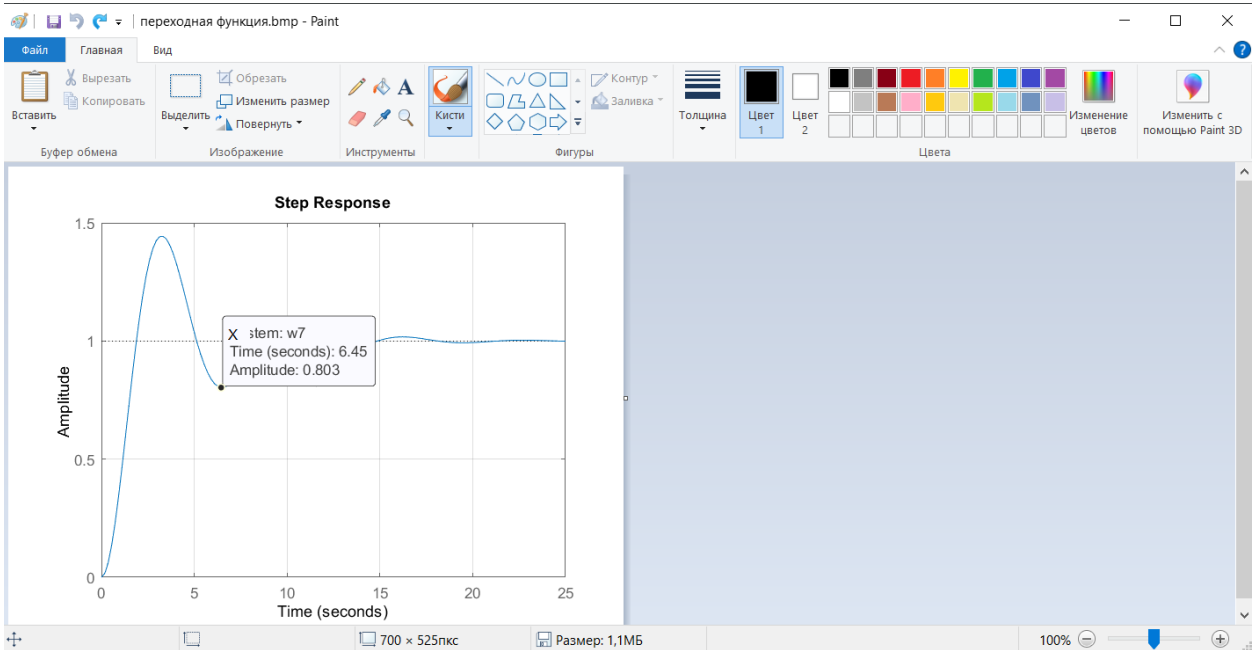 переходная функция.bmp - Paint
Файл
Главная
Вид
Вставить
Вырезать
Копировать
Буфер обмена
Выделить
Обрезать
Изменить размер
Повернуть
Изображение
A
Инструменты
Кисти
Контур
Заливка
Фигуры
Толщина
Цвет
1
Цвет
2
Изменение
цветов
Цвета
Изменить с
помощью Paint 3D
Step Response
Amplitude
1.5
1
0.5
0
X stem: w7
Time (seconds): 6.45
Amplitude: 0.803
0 5 10 15 20 25
Time (seconds)
700 × 525пкс
Размер: 1,1МБ
100%